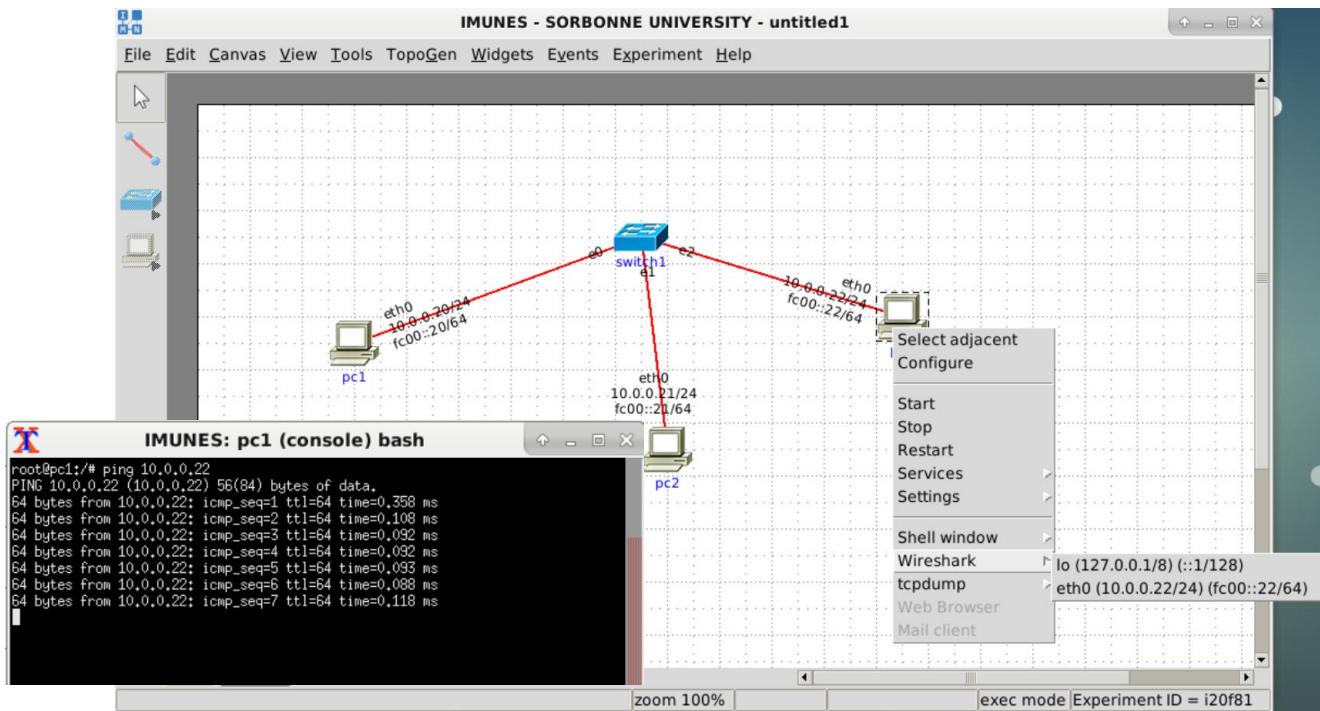 IMUNES - SORBONNE UNIVERSITY - untitled1
File Edit Canvas View Tools TopoGen Widgets Events Experiment Help
e0
switch1
e2
e1
eth0
10.0.0.20/24
fc00::20/64
pc1
eth0
10.0.0.22/24
fc00::22/64
eth0
10.0.0.21/24
fc00::21/64
pc2
Select adjacent
Configure
Start
Stop
Restart
Services
Settings
Shell window
Wireshark
tcpdump
Web Browser
Mail client
lo (127.0.0.1/8) (::1/128)
eth0 (10.0.0.22/24) (fc00::22/64)
IMUNES: pc1 (console) bash
root@pc1:/# ping 10.0.0.22
PING 10.0.0.22 (10.0.0.22) 56(84) bytes of data.
64 bytes from 10.0.0.22: icmp_seq=1 ttl=64 time=0.358 ms
64 bytes from 10.0.0.22: icmp_seq=2 ttl=64 time=0.108 ms
64 bytes from 10.0.0.22: icmp_seq=3 ttl=64 time=0.092 ms
64 bytes from 10.0.0.22: icmp_seq=4 ttl=64 time=0.092 ms
64 bytes from 10.0.0.22: icmp_seq=5 ttl=64 time=0.093 ms
64 bytes from 10.0.0.22: icmp_seq=6 ttl=64 time=0.088 ms
64 bytes from 10.0.0.22: icmp_seq=7 ttl=64 time=0.118 ms
zoom 100%
exec mode
Experiment ID = i20f81